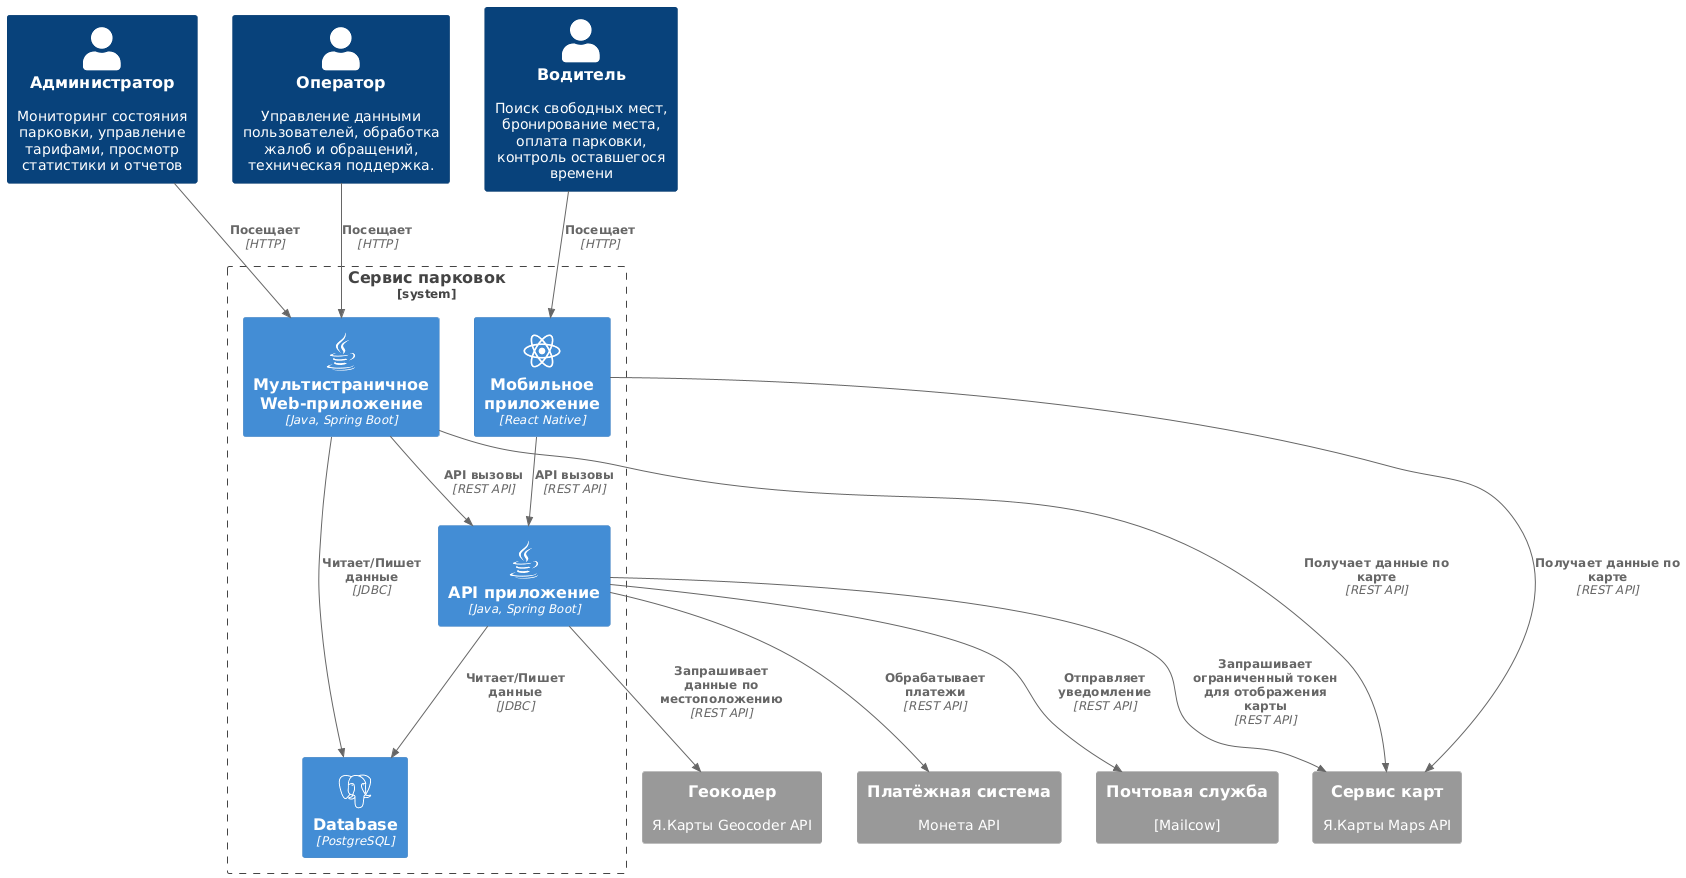 Администратор
Мониторинг состояния
парковки, управление
тарифами, просмотр
статистики и отчетов
Оператор
Управление данными
пользователей, обработка
жалоб и обращений,
техническая поддержка.
Водитель
Поиск свободных мест,
бронирование места,
оплата парковки,
контроль оставшегося
времени
Посещает
[HTTP]
Посещает
[HTTP]
Посещает
[HTTP]
Сервис парковок
[system]
Мультистраничное
Web-приложение
[Java, Spring Boot]
Мобильное
приложение
[React Native]
API вызовы
[REST API]
API вызовы
[REST API]
Читает/Пишет
данные
[JDBC]
API приложение
[Java, Spring Boot]
Получает данные по
карте
[REST API]
Получает данные по
карте
[REST API]
Читает/Пишет
данные
[JDBC]
Запрашивает
данные по
местоположению
[REST API]
Обрабатывает
платежи
[REST API]
Отправляет
уведомление
[REST API]
Запрашивает
ограниченный токен
для отображения
карты
[REST API]
Database
[PostgreSQL]
Геокодер
Я.Карты Geocoder API
Платёжная система
Монета API
Почтовая служба
[Mailcow]
Сервис карт
Я.Карты Maps API